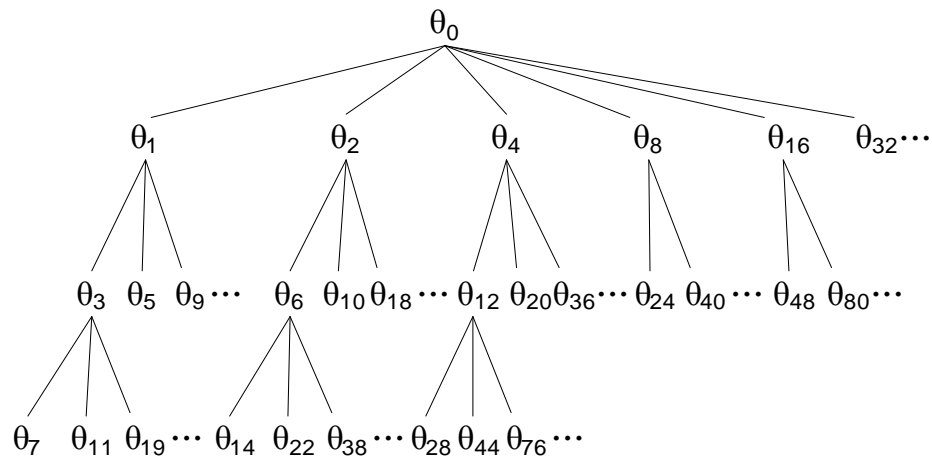 θ0
θ1 θ2 θ4 θ8 θ16 θ32 ···
θ3 θ5 θ9 ··· θ6 θ10 θ18 ··· θ12 θ20 θ36 ··· θ24 θ40 ··· θ48 θ80 ···
θ7 θ11 θ19 ··· θ14 θ22 θ38 ··· θ28 θ44 θ76 ···